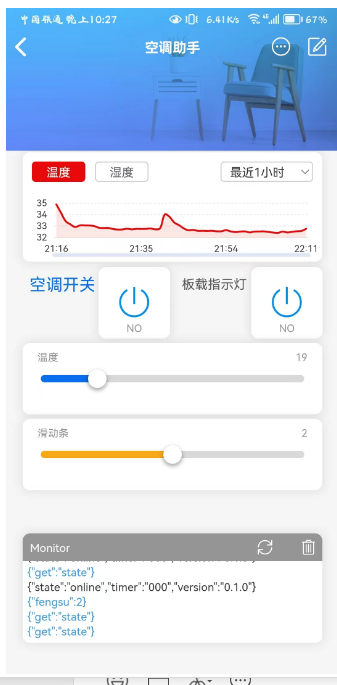 中国联通 晚上10:27
6.41K/s
67%
空调助手
温度
湿度
最近1小时
35
34
33
32
21:16
21:35
21:54
22:11
空调开关
NO
板载指示灯
NO
温度
19
滑动条
2
Monitor
{"get":"state"}
{"state":"online","timer":"000","version":"0.1.0"}
{"fengsu":2}
{"get":"state"}
{"get":"state"}